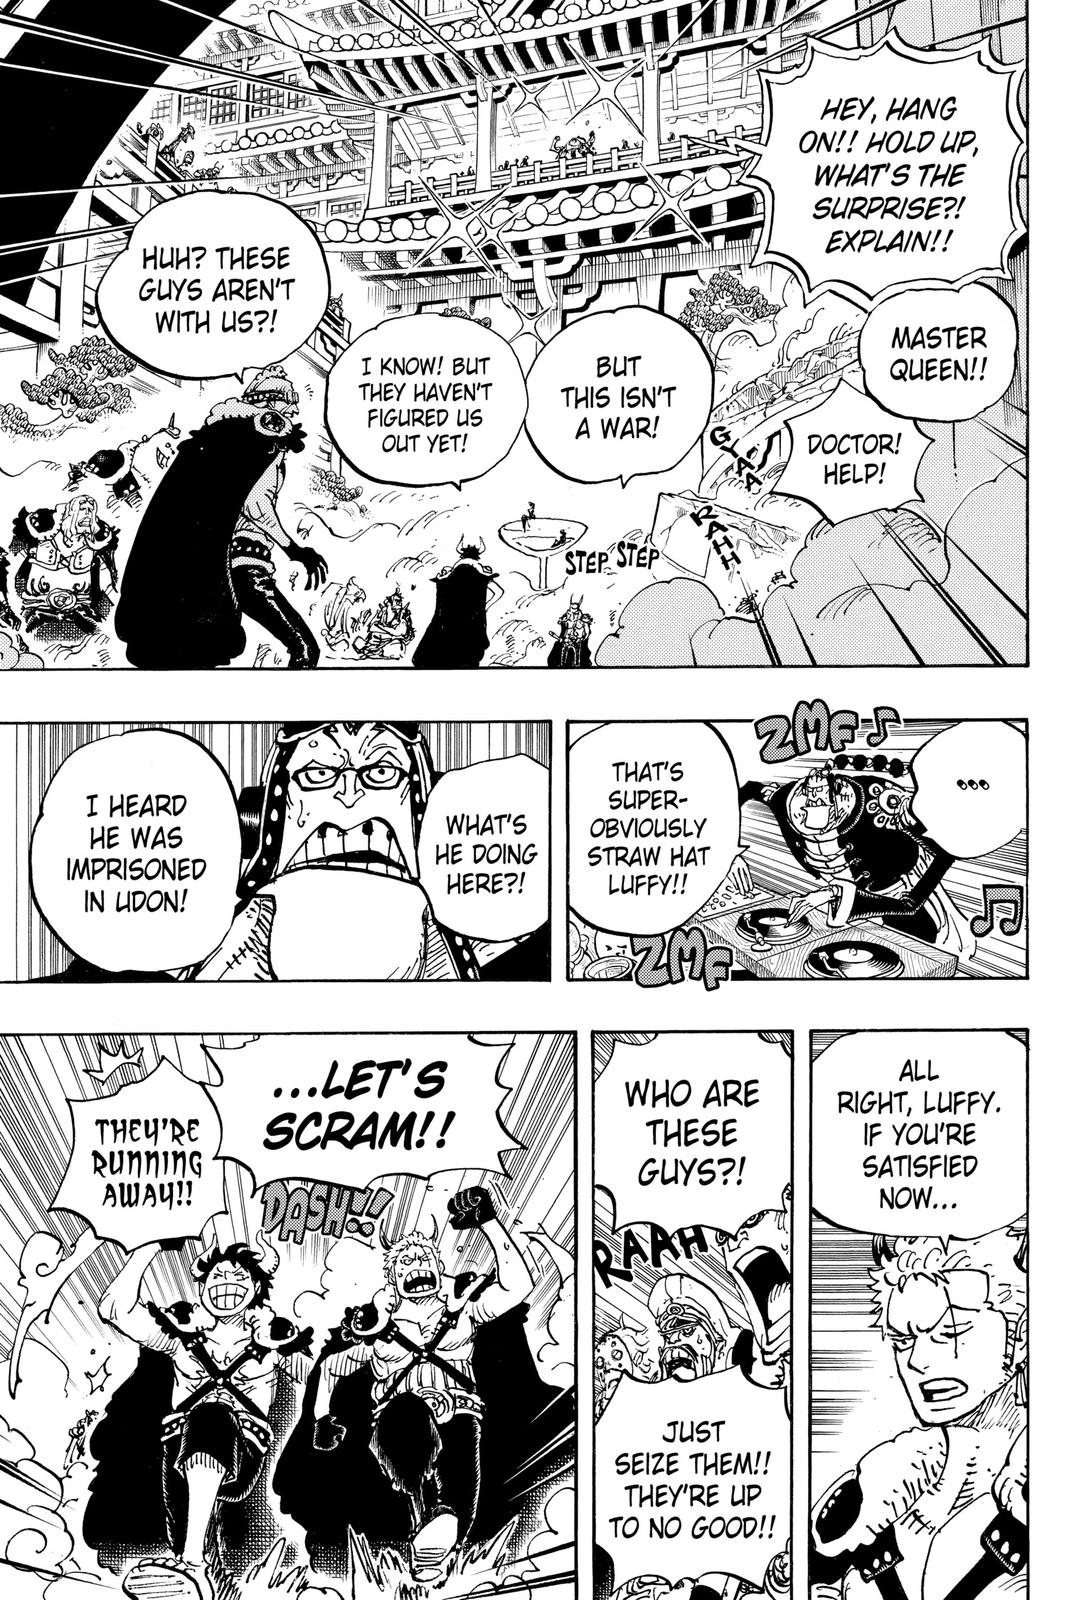 HEY, HANG
ON!! HOLD UP,
WHAT'S THE
SURPRISE?!
EXPLAIN!!
MASTER
QUEEN!!
DOCTOR!
HELP!
GYAA
RAHH
BUT
THIS ISN'T
A WAR!
STEP STEP
I KNOW! BUT
THEY HAVEN'T
FIGURED US
OUT YET!
HUH? THESE
GUYS AREN'T
WITH US?!
...
ZMF♪
THAT'S
SUPER-
OBVIOUSLY
STRAW HAT
LUFFY!!
♫
ZMF
WHAT'S
HE DOING
HERE?!
I HEARD
HE WAS
IMPRISONED
IN UDON!
ALL
RIGHT, LUFFY.
IF YOU'RE
SATISFIED
NOW...
WHO ARE
THESE
GUYS?!
RAAH
JUST
SEIZE THEM!!
THEY'RE UP
TO NO GOOD!!
...LET'S
SCRAM!!
DASH!!
THEY'RE
RUNNING
AWAY!!